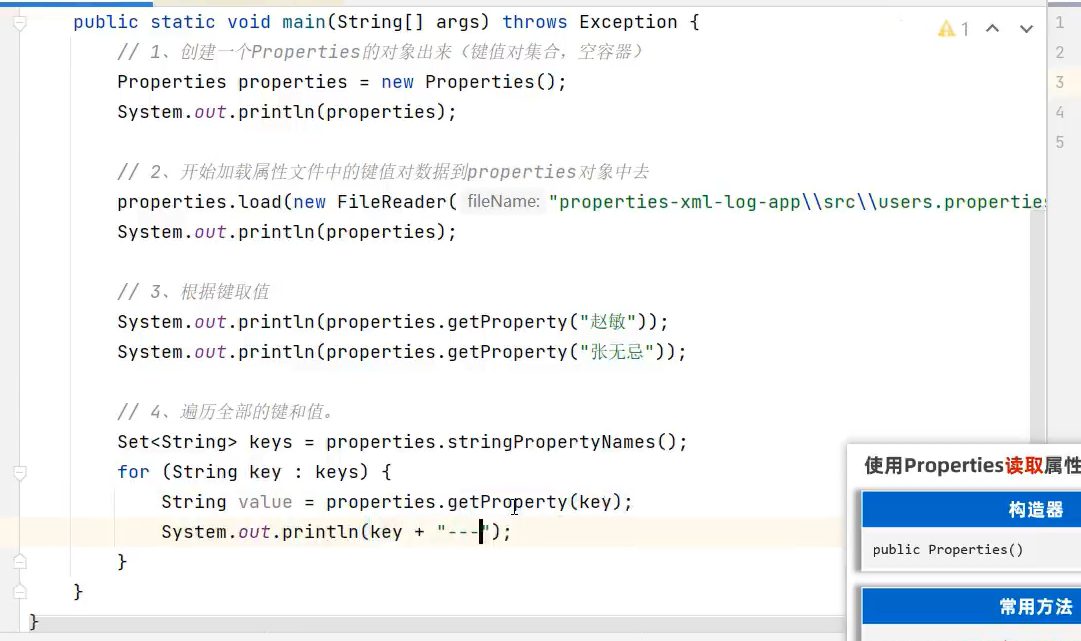 public static void main(String[] args) throws Exception {
// 1、创建一个Properties的对象出来（键值对集合，空容器）
Properties properties = new Properties();
System.out.println(properties);
// 2、开始加载属性文件中的键值对数据到properties对象中去
properties.load(new FileReader( fileName: "properties-xml-log-app\\src\\users.properties
System.out.println(properties);
// 3、根据键取值
System.out.println(properties.getProperty("赵敏"));
System.out.println(properties.getProperty("张无忌"));
// 4、遍历全部的键和值。
Set<String> keys = properties.stringPropertyNames();
for (String key : keys) {
String value = properties.getProperty(key);
System.out.println(key + "---");
}
}
}
1
1
2
3
4
5
使用Properties读取属性
构造器
public Properties()
常用方法